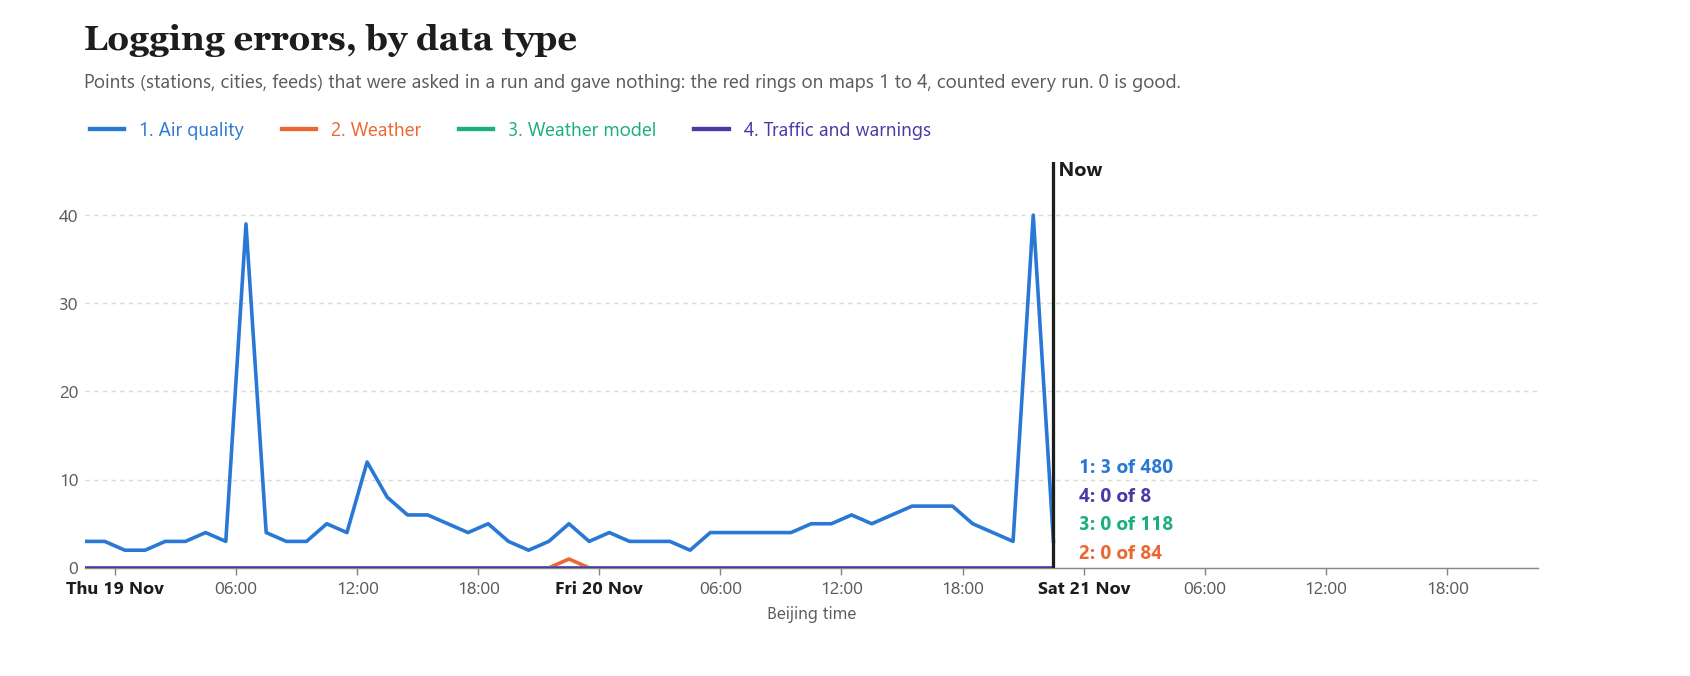 Logging errors, by data type
Points (stations, cities, feeds) that were asked in a run and gave nothing: the red rings on maps 1 to 4, counted every run. 0 is good.
1. Air quality 2. Weather 3. Weather model 4. Traffic and warnings
Now
40
30
20
10
0
1: 3 of 480
4: 0 of 8
3: 0 of 118
2: 0 of 84
Thu 19 Nov 06:00 12:00 18:00 Fri 20 Nov 06:00 12:00 18:00 Sat 21 Nov 06:00 12:00 18:00
Beijing time